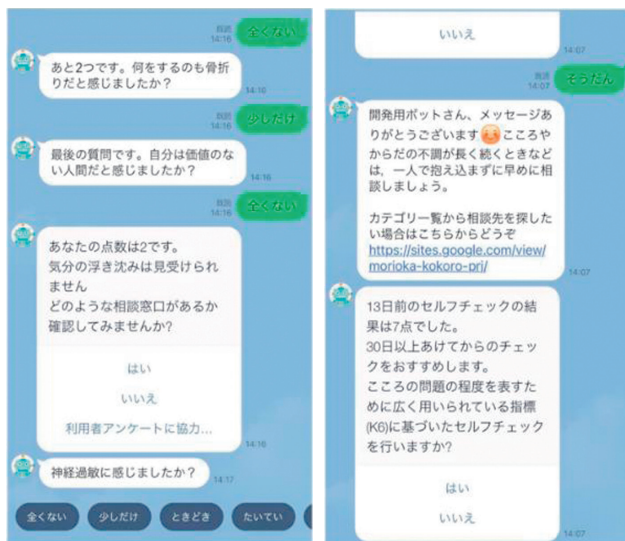 既読
14:16
全くない
あと2つです。何をするのも骨折
りだと感じましたか？
14:16
既読
14:16
少しだけ
最後の質問です。自分は価値のな
い人間だと感じましたか？
14:16
既読
14:16
全くない
あなたの点数は2です。
気分の浮き沈みは見受けられ
ません
どのような相談窓口があるか
確認してみませんか？
はい
いいえ
利用者アンケートに協力...
14:16
神経過敏に感じましたか？
14:17
全くない
少しだけ
ときどき
たいてい
いいえ
14:07
既読
14:07
そうだん
開発用ボットさん、メッセージあ
りがとうございます
こころや
からだの不調が長く続くときなど
は、一人で抱え込まずに早めに相
談しましょう。
カテゴリ一覧から相談先を探した
い場合はこちらからどうぞ
https://sites.google.com/view/
morioka-kokoro-prj/
14:07
13日前のセルフチェックの結
果は7点でした。
30日以上あけてからのチェッ
クをおすすめします。
こころの問題の程度を表すた
めに広く用いられている指標
(K6)に基づいたセルフチェック
を行いますか？
はい
いいえ
14:07